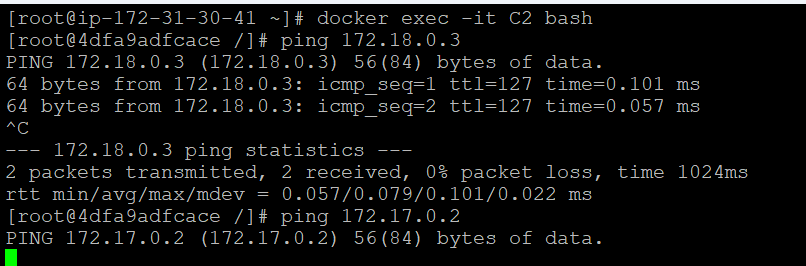 [root@ip-172-31-30-41 ~]# docker exec -it C2 bash
[root@4dfa9adfcace /]# ping 172.18.0.3
PING 172.18.0.3 (172.18.0.3) 56(84) bytes of data.
64 bytes from 172.18.0.3: icmp_seq=1 ttl=127 time=0.101 ms
64 bytes from 172.18.0.3: icmp_seq=2 ttl=127 time=0.057 ms
^C
--- 172.18.0.3 ping statistics ---
2 packets transmitted, 2 received, 0% packet loss, time 1024ms
rtt min/avg/max/mdev = 0.057/0.079/0.101/0.022 ms
[root@4dfa9adfcace /]# ping 172.17.0.2
PING 172.17.0.2 (172.17.0.2) 56(84) bytes of data.